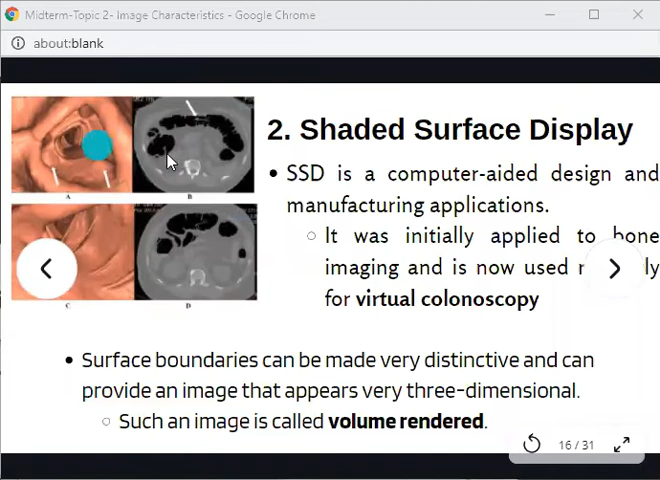 Midterm-Topic 2- Image Characteristics - Google Chrome
about:blank
A
B
C
D
2. Shaded Surface Display
• SSD is a computer-aided design and
manufacturing applications.
○ It was initially applied to bone
imaging and is now used
for virtual colonoscopy
• Surface boundaries can be made very distinctive and can
provide an image that appears very three-dimensional.
○ Such an image is called volume rendered.
16 / 31